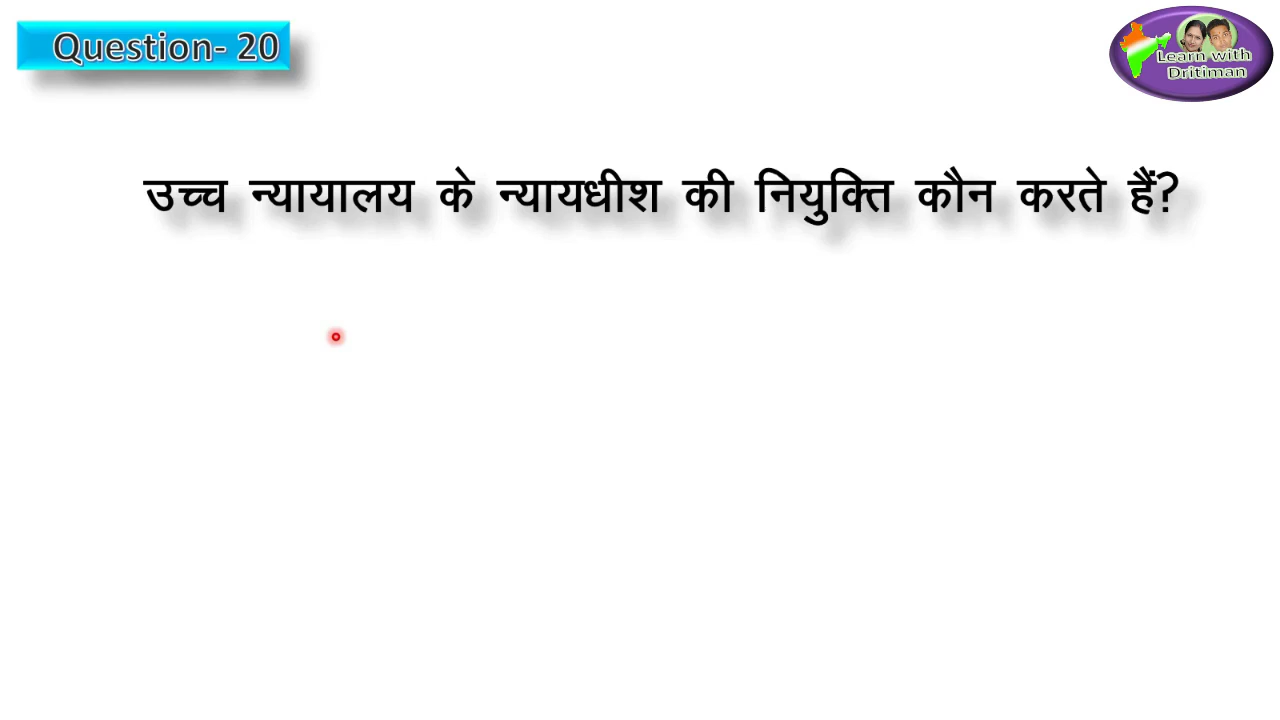 Question- 20
Learn with
Dritiman
उच्च न्यायालय के न्यायधीश की नियुक्ति कौन करते हैं?